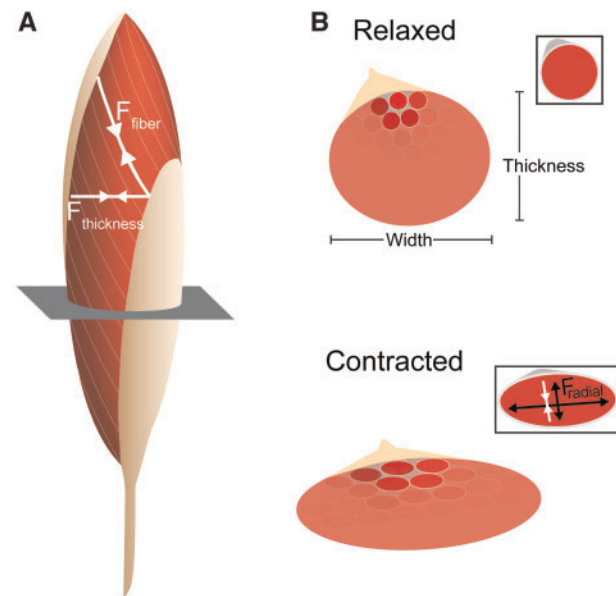 A
F fiber
F thickness
B
Relaxed
Thickness
Width
Contracted
F radial